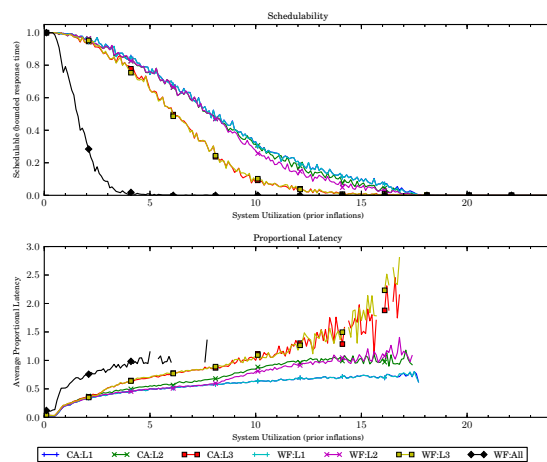 Schedulability
Schedulable (bounded response time)
1.0
0.8
0.6
0.4
0.2
0.0
0 5 10 15 20
System Utilization (prior inflations)
Proportional Latency
Average Proportional Latency
3.0
2.5
2.0
1.5
1.0
0.5
0.0
0 5 10 15 20
System Utilization (prior inflations)
CA:L1 CA:L2 CA:L3 WF:L1 WF:L2 WF:L3 WF:All